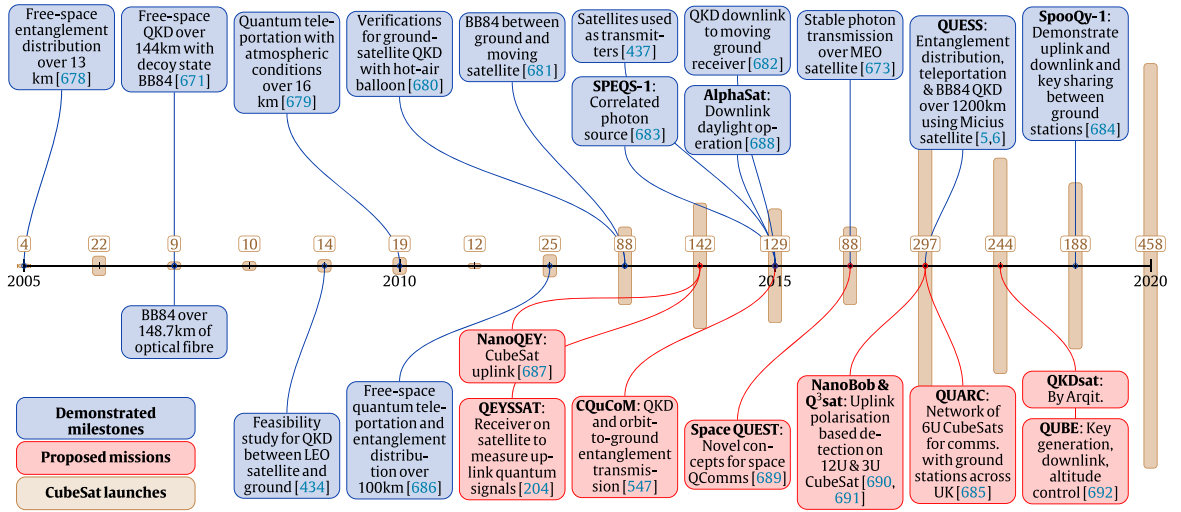 Free-space
entanglement
distribution
over 13
km [678]
Free-space
QKD over
144km with
decoy state
BB84 [671]
Quantum tele-
portation with
atmospheric
conditions
over 16
km [679]
Verifications
for ground-
satellite QKD
with hot-air
balloon [680]
BB84 between
ground and
moving
satellite [681]
Satellites used
as transmit-
ters [437]
SPEQS-1:
Correlated
photon
source [683]
QKD downlink
to moving
ground
receiver [682]
AlphaSat:
Downlink
daylight op-
eration [688]
Stable photon
transmission
over MEO
satellite [673]
QUESS:
Entanglement
distribution,
teleportation
& BB84 QKD
over 1200km
using Micius
satellite [5,6]
SpooQy-1:
Demonstrate
uplink and
downlink and
key sharing
between
ground
stations [684]
4 22 9 10 14 19 12 25 88 142 129 88 297 244 188 458
2005 2010 2015 2020
BB84 over
148.7km of
optical fibre
Feasibility
study for QKD
between LEO
satellite and
ground [434]
Free-space
quantum tele-
portation and
entanglement
distribu-
tion over
100km [686]
NanoQEY:
CubeSat
uplink [687]
QEYSSAT:
Receiver on
satellite to
measure up-
link quantum
signals [204]
CQuCoM: QKD
and orbit-
to-ground
entanglement
transmis-
sion [547]
Space QUEST:
Novel con-
cepts for space
QComms [689]
NanoBob &
Q³sat: Uplink
polarisation
based de-
tection on
12U & 3U
CubeSat [690,
691]
QUARC:
Network of
6U CubeSats
for comms.
with ground
stations across
UK [685]
QKDsat:
By Arqit.
QUBE: Key
generation,
downlink,
altitude
control [692]
Demonstrated
milestones
Proposed missions
CubeSat launches